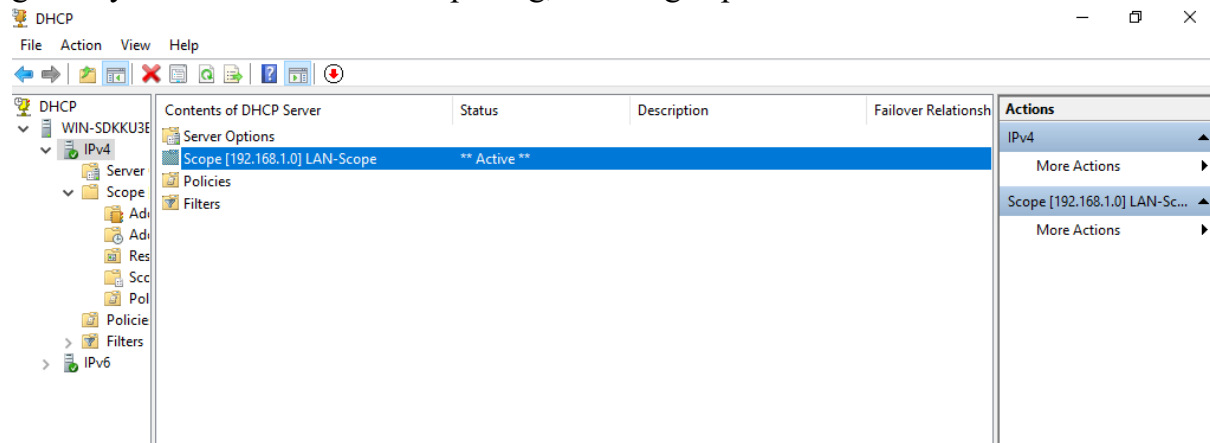 DHCP
File Action View Help
DHCP
WIN-SDKKU3E
IPv4
Server
Scope
Ad
Ad
Res
Sco
Pol
Policie
Filters
IPv6
Contents of DHCP Server Status Description Failover Relationsh
Server Options
Scope [192.168.1.0] LAN-Scope ** Active **
Policies
Filters
Actions
IPv4
More Actions
Scope [192.168.1.0] LAN-Sc...
More Actions